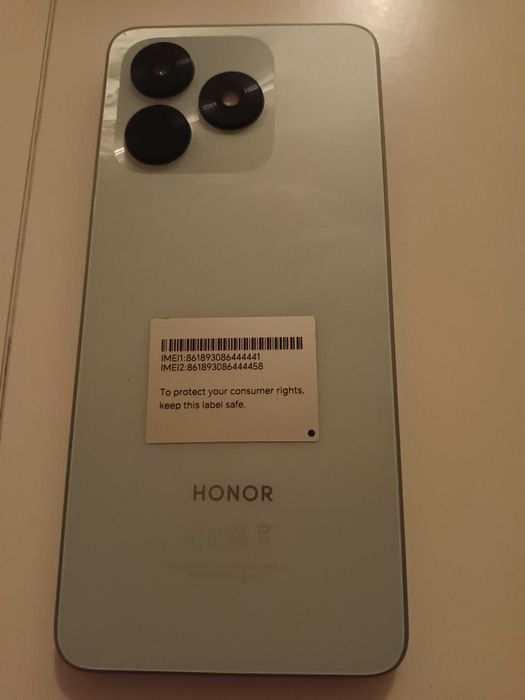 IMEI1:861893086444441
IMEI2:861893086444458
To protect your consumer rights,
keep this label safe.
HONOR